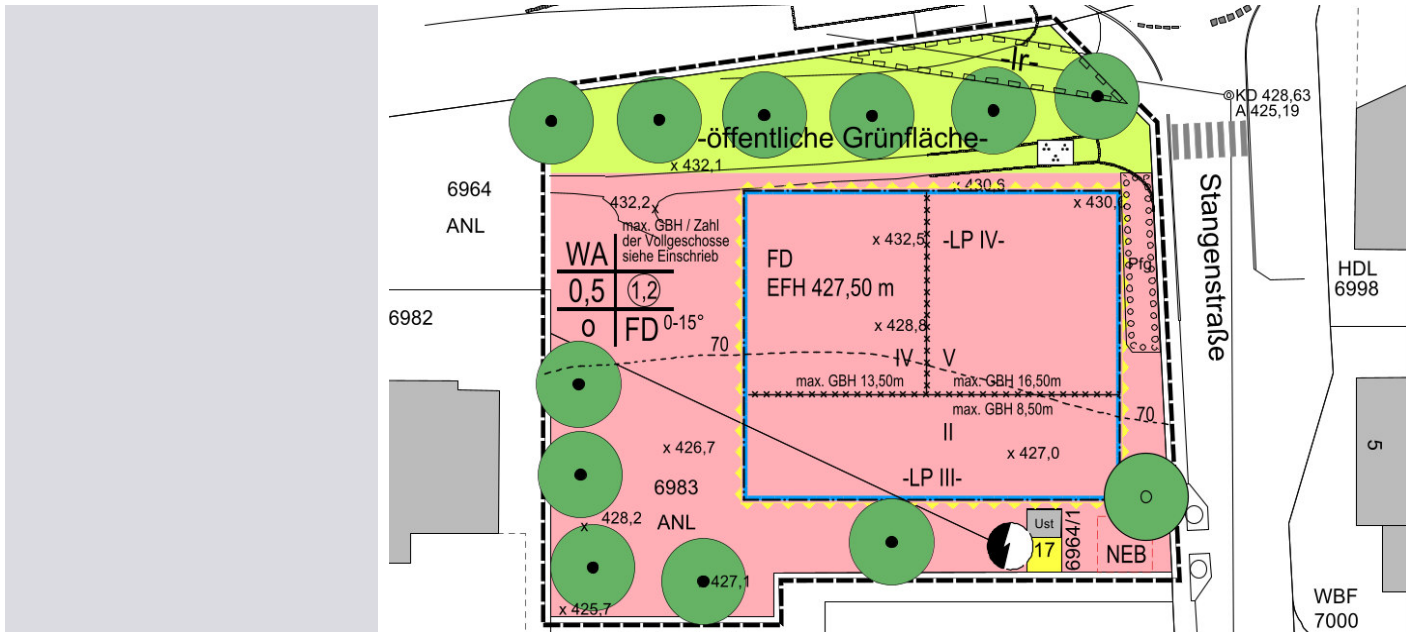 -lr-
KD 428,63
A 425,19
-öffentliche Grünfläche-
x 432,1
6964
ANL
432,2
x
430,5
x 430,
max. GBH / Zahl
der Vollgeschosse
siehe Einschrieb
WA
0,5
1,2
o
FD
0-15°
x 432,5
-LP IV-
FD
EFH 427,50 m
Pfg
Stangenstraße
HDL
6998
6982
x 428,8
70
IV
V
max. GBH 13,50m
max. GBH 16,50m
max. GBH 8,50m
70
II
x 426,7
x 427,0
5
6983
-LP III-
ANL
x 428,2
Ust
17
6964/1
NEB
427,1
x 425,7
WBF
7000